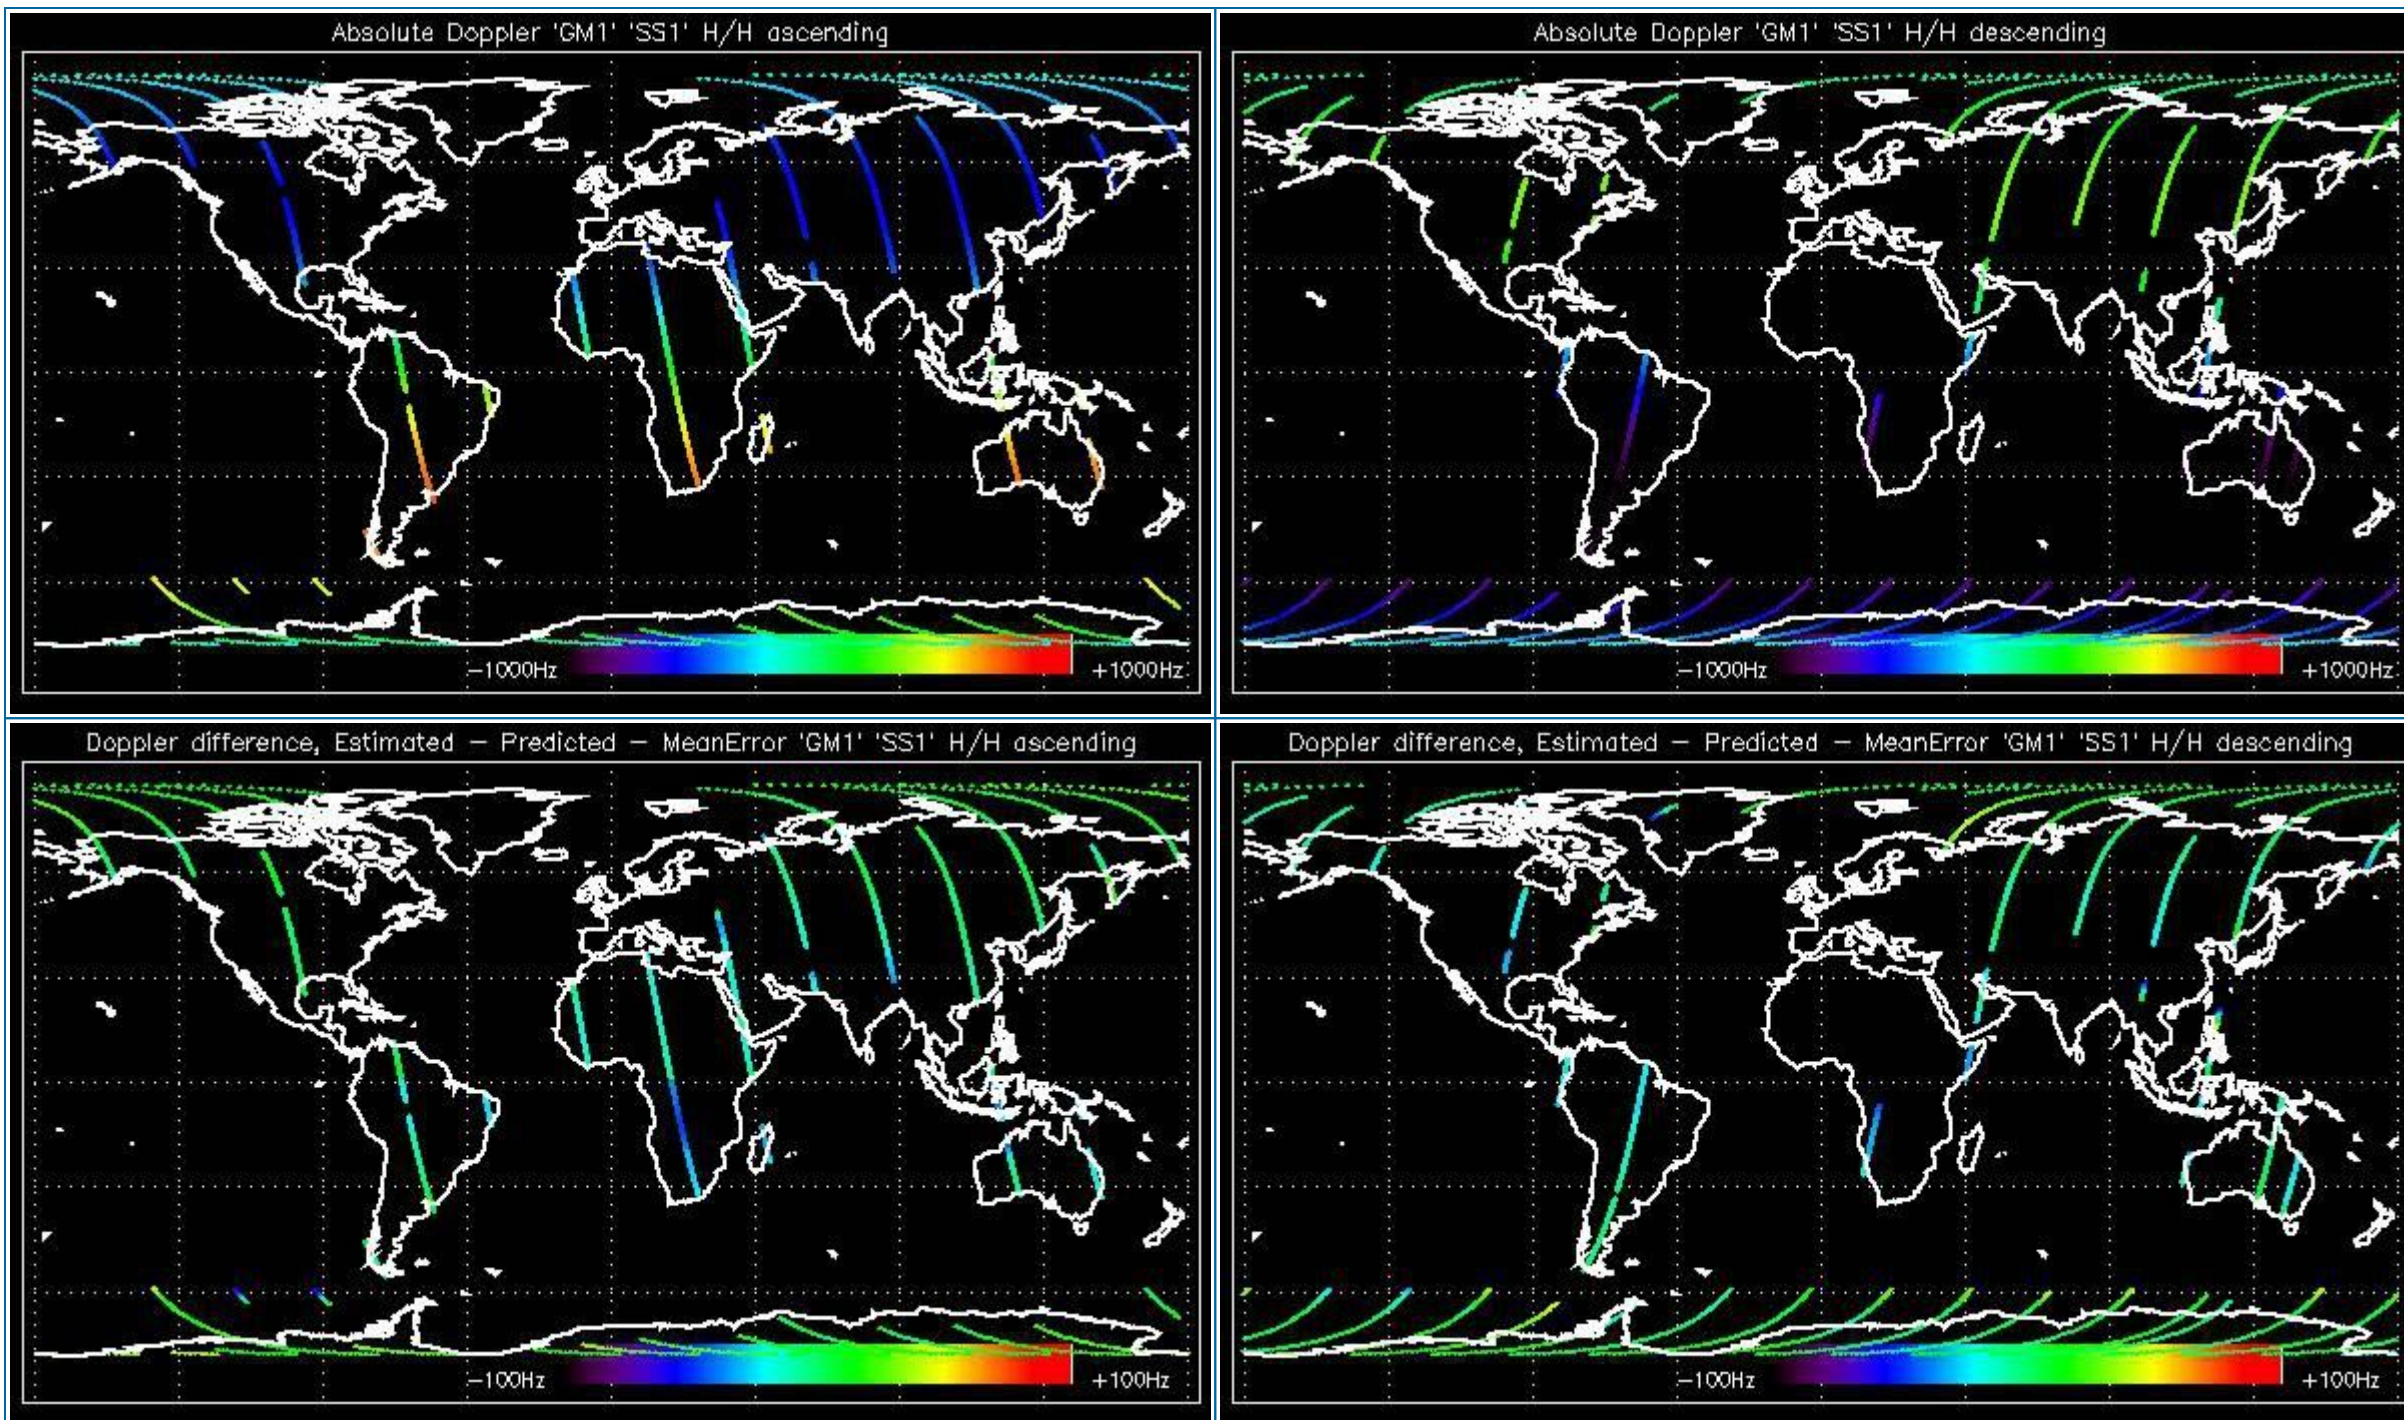 Absolute Doppler 'GM1' 'SS1' H/H ascending
-1000Hz
+1000Hz
Absolute Doppler 'GM1' 'SS1' H/H descending
-1000Hz
+1000Hz
Doppler difference, Estimated - Predicted - MeanError 'GM1' 'SS1' H/H ascending
-100Hz
+100Hz
Doppler difference, Estimated - Predicted - MeanError 'GM1' 'SS1' H/H descending
-100Hz
+100Hz